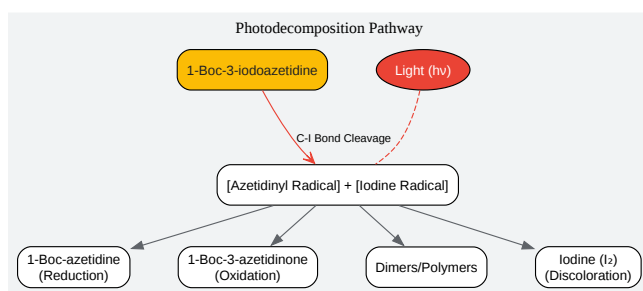 Photodecomposition Pathway
1-Boc-3-iodoazetidine
Light (hν)
C-I Bond Cleavage
[Azetidinyl Radical] + [Iodine Radical]
1-Boc-azetidine
(Reduction)
1-Boc-3-azetidinone
(Oxidation)
Dimers/Polymers
Iodine (I₂)
(Discoloration)